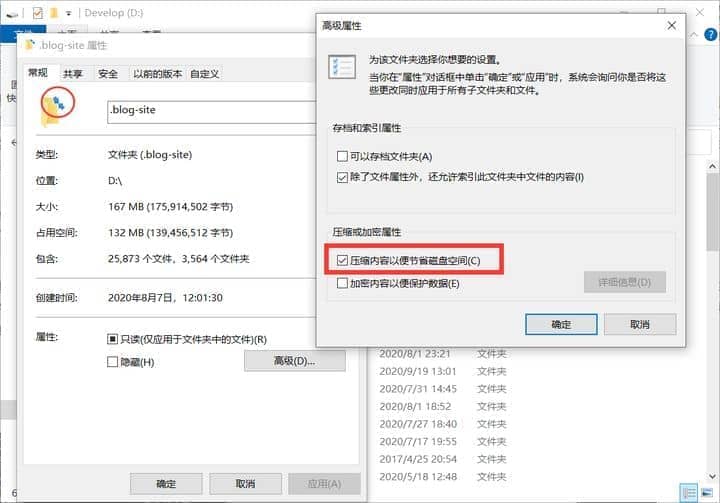 Develop (D:)
.blog-site 属性
常规
共享
安全
以前的版本
自定义
.blog-site
类型:
文件夹 (.blog-site)
位置:
D:\
大小:
167 MB (175,914,502 字节)
占用空间:
132 MB (139,456,512 字节)
包含:
25,873 个文件，3,564 个文件夹
创建时间:
2020年8月7日，12:01:30
属性:
只读(仅应用于文件夹中的文件)(R)
隐藏(H)
高级(D)...
确定
取消
应用(A)
高级属性
为该文件夹选择你想要的设置。
当你在"属性"对话框中单击"确定"或"应用"时，系统会询问你是否将这
些更改同时应用于所有子文件夹和文件。
存档和索引属性
可以存档文件夹(A)
除了文件属性外，还允许索引此文件夹中文件的内容(I)
压缩或加密属性
压缩内容以便节省磁盘空间(C)
加密内容以便保护数据(E)
详细信息(D)
确定
取消
2020/8/1 23:21 文件夹
2020/9/19 13:01 文件夹
2020/7/31 14:45 文件夹
2020/8/1 18:52 文件夹
2020/7/27 18:40 文件夹
2020/7/17 19:55 文件夹
2017/4/25 20:54 文件夹
2020/5/18 12:48 文件夹